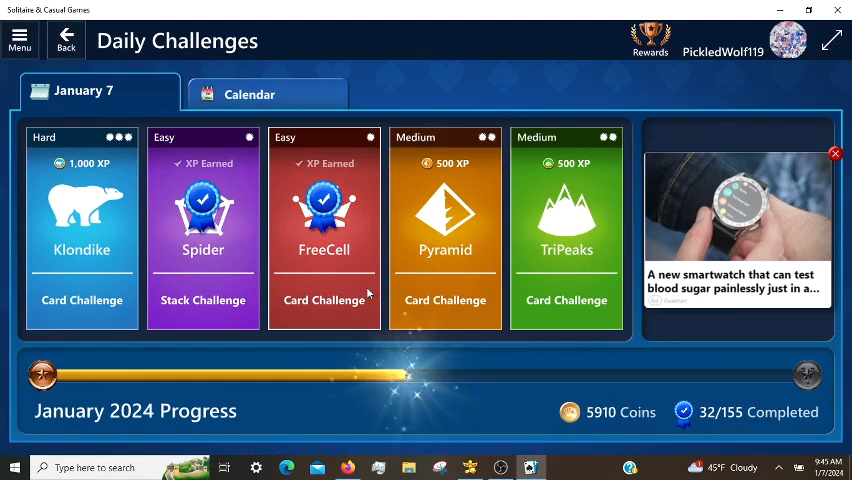 Solitaire & Casual Games
Menu
Back
Daily Challenges
Rewards
PickledWolf119
January 7
Calendar
Hard
1,000 XP
Klondike
Card Challenge
Easy
XP Earned
Spider
Stack Challenge
Easy
XP Earned
FreeCell
Card Challenge
Medium
500 XP
Pyramid
Card Challenge
Medium
500 XP
TriPeaks
Card Challenge
A new smartwatch that can test
blood sugar painlessly just in a...
Ad
January 2024 Progress
5910 Coins
32/155 Completed
Type here to search
45°F Cloudy
9:45 AM
1/7/2024